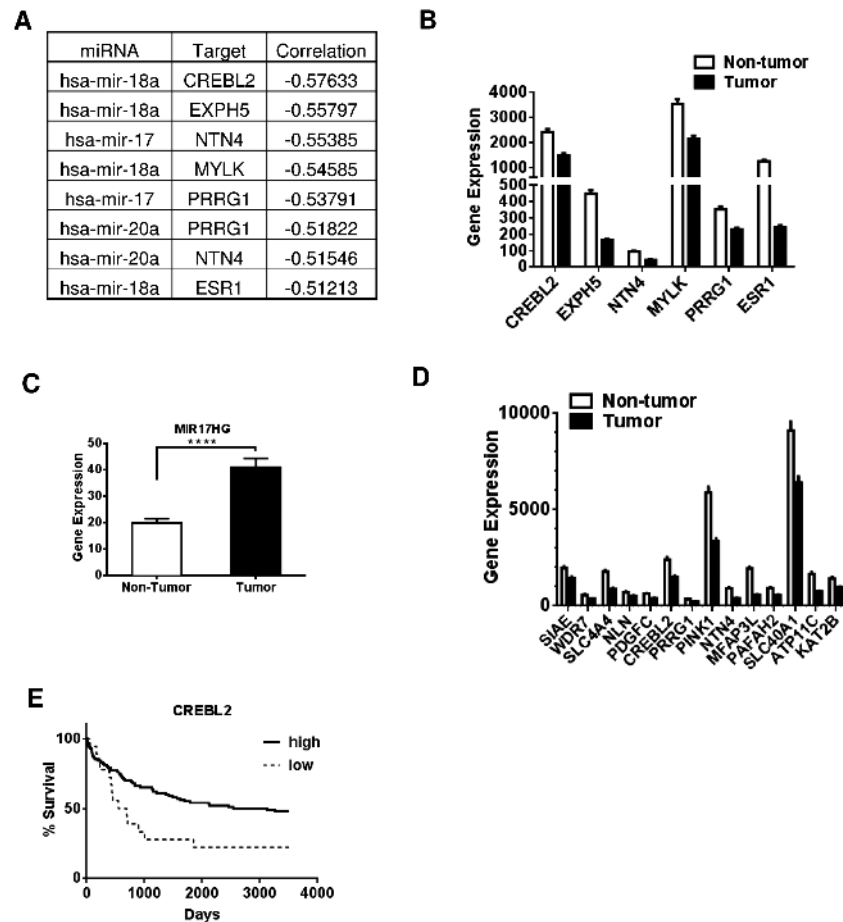 A
miRNA Target Correlation
hsa-mir-18a CREBL2 -0.57633
hsa-mir-18a EXPH5 -0.55797
hsa-mir-17 NTN4 -0.55385
hsa-mir-18a MYLK -0.54585
hsa-mir-17 PRRG1 -0.53791
hsa-mir-20a PRRG1 -0.51822
hsa-mir-20a NTN4 -0.51546
hsa-mir-18a ESR1 -0.51213
B
Non-tumor
Tumor
Gene Expression
4000
3000
2000
1000
500
400
300
200
100
0
CREBL2 EXPH5 NTN4 MYLK PRRG1 ESR1
C
MIR17HG
****
Gene Expression
50
40
30
20
10
0
Non-Tumor Tumor
D
Non-tumor
Tumor
Gene Expression
10000
5000
0
SIAE WDR7 SLC4A4 NLN PDGFC CREBL2 PRRG1 PINK1 NTN4 MFAP3L PAFAH2 SLC40A1 ATP11C KAT2B
E
CREBL2
high
low
% Survival
100
50
0
0 1000 2000 3000 4000
Days